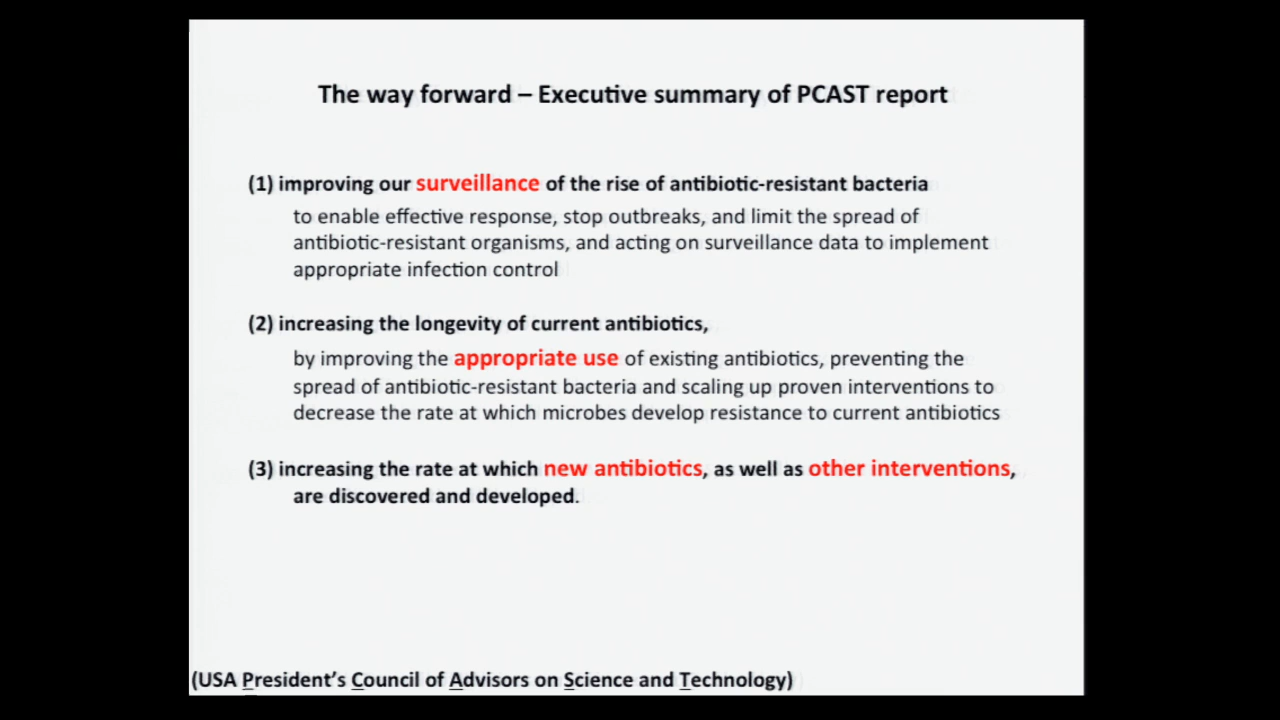 The way forward – Executive summary of PCAST report
(1) improving our surveillance of the rise of antibiotic-resistant bacteria
to enable effective response, stop outbreaks, and limit the spread of
antibiotic-resistant organisms, and acting on surveillance data to implement
appropriate infection control
(2) increasing the longevity of current antibiotics,
by improving the appropriate use of existing antibiotics, preventing the
spread of antibiotic-resistant bacteria and scaling up proven interventions to
decrease the rate at which microbes develop resistance to current antibiotics
(3) increasing the rate at which new antibiotics, as well as other interventions,
are discovered and developed.
(USA President’s Council of Advisors on Science and Technology)